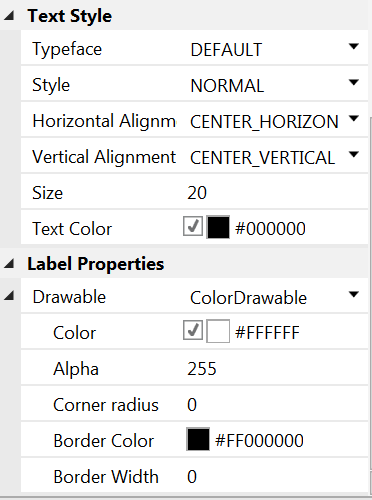 Text Style
Typeface DEFAULT
Style NORMAL
Horizontal Alignm CENTER_HORIZON
Vertical Alignment CENTER_VERTICAL
Size 20
Text Color #000000
Label Properties
Drawable ColorDrawable
Color #FFFFFF
Alpha 255
Corner radius 0
Border Color #FF000000
Border Width 0